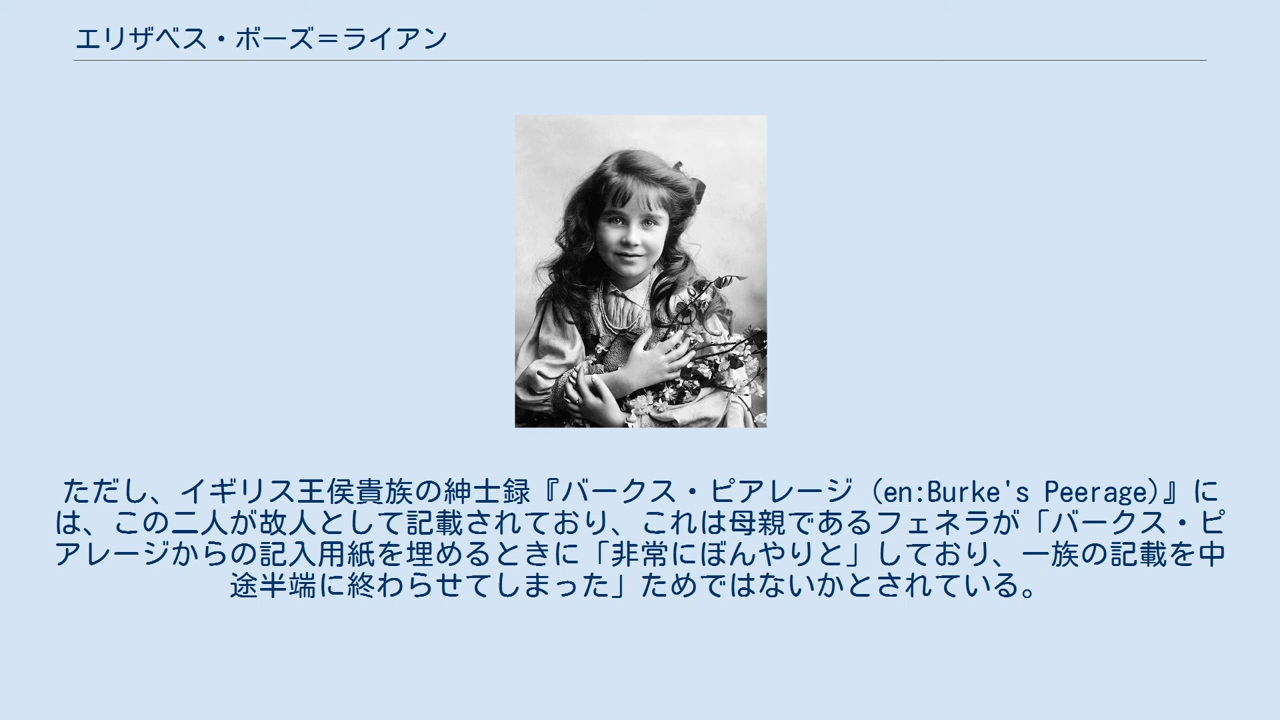 エリザベス・ボーズ＝ライアン
ただし、イギリス王侯貴族の紳士録『バークス・ピアレージ（en:Burke's Peerage）』に
は、この二人が故人として記載されており、これは母親であるフェネラが「バークス・ピ
アレージからの記入用紙を埋めるときに「非常にぼんやりと」しており、一族の記載を中
途半端に終わらせてしまった」ためではないかとされている。